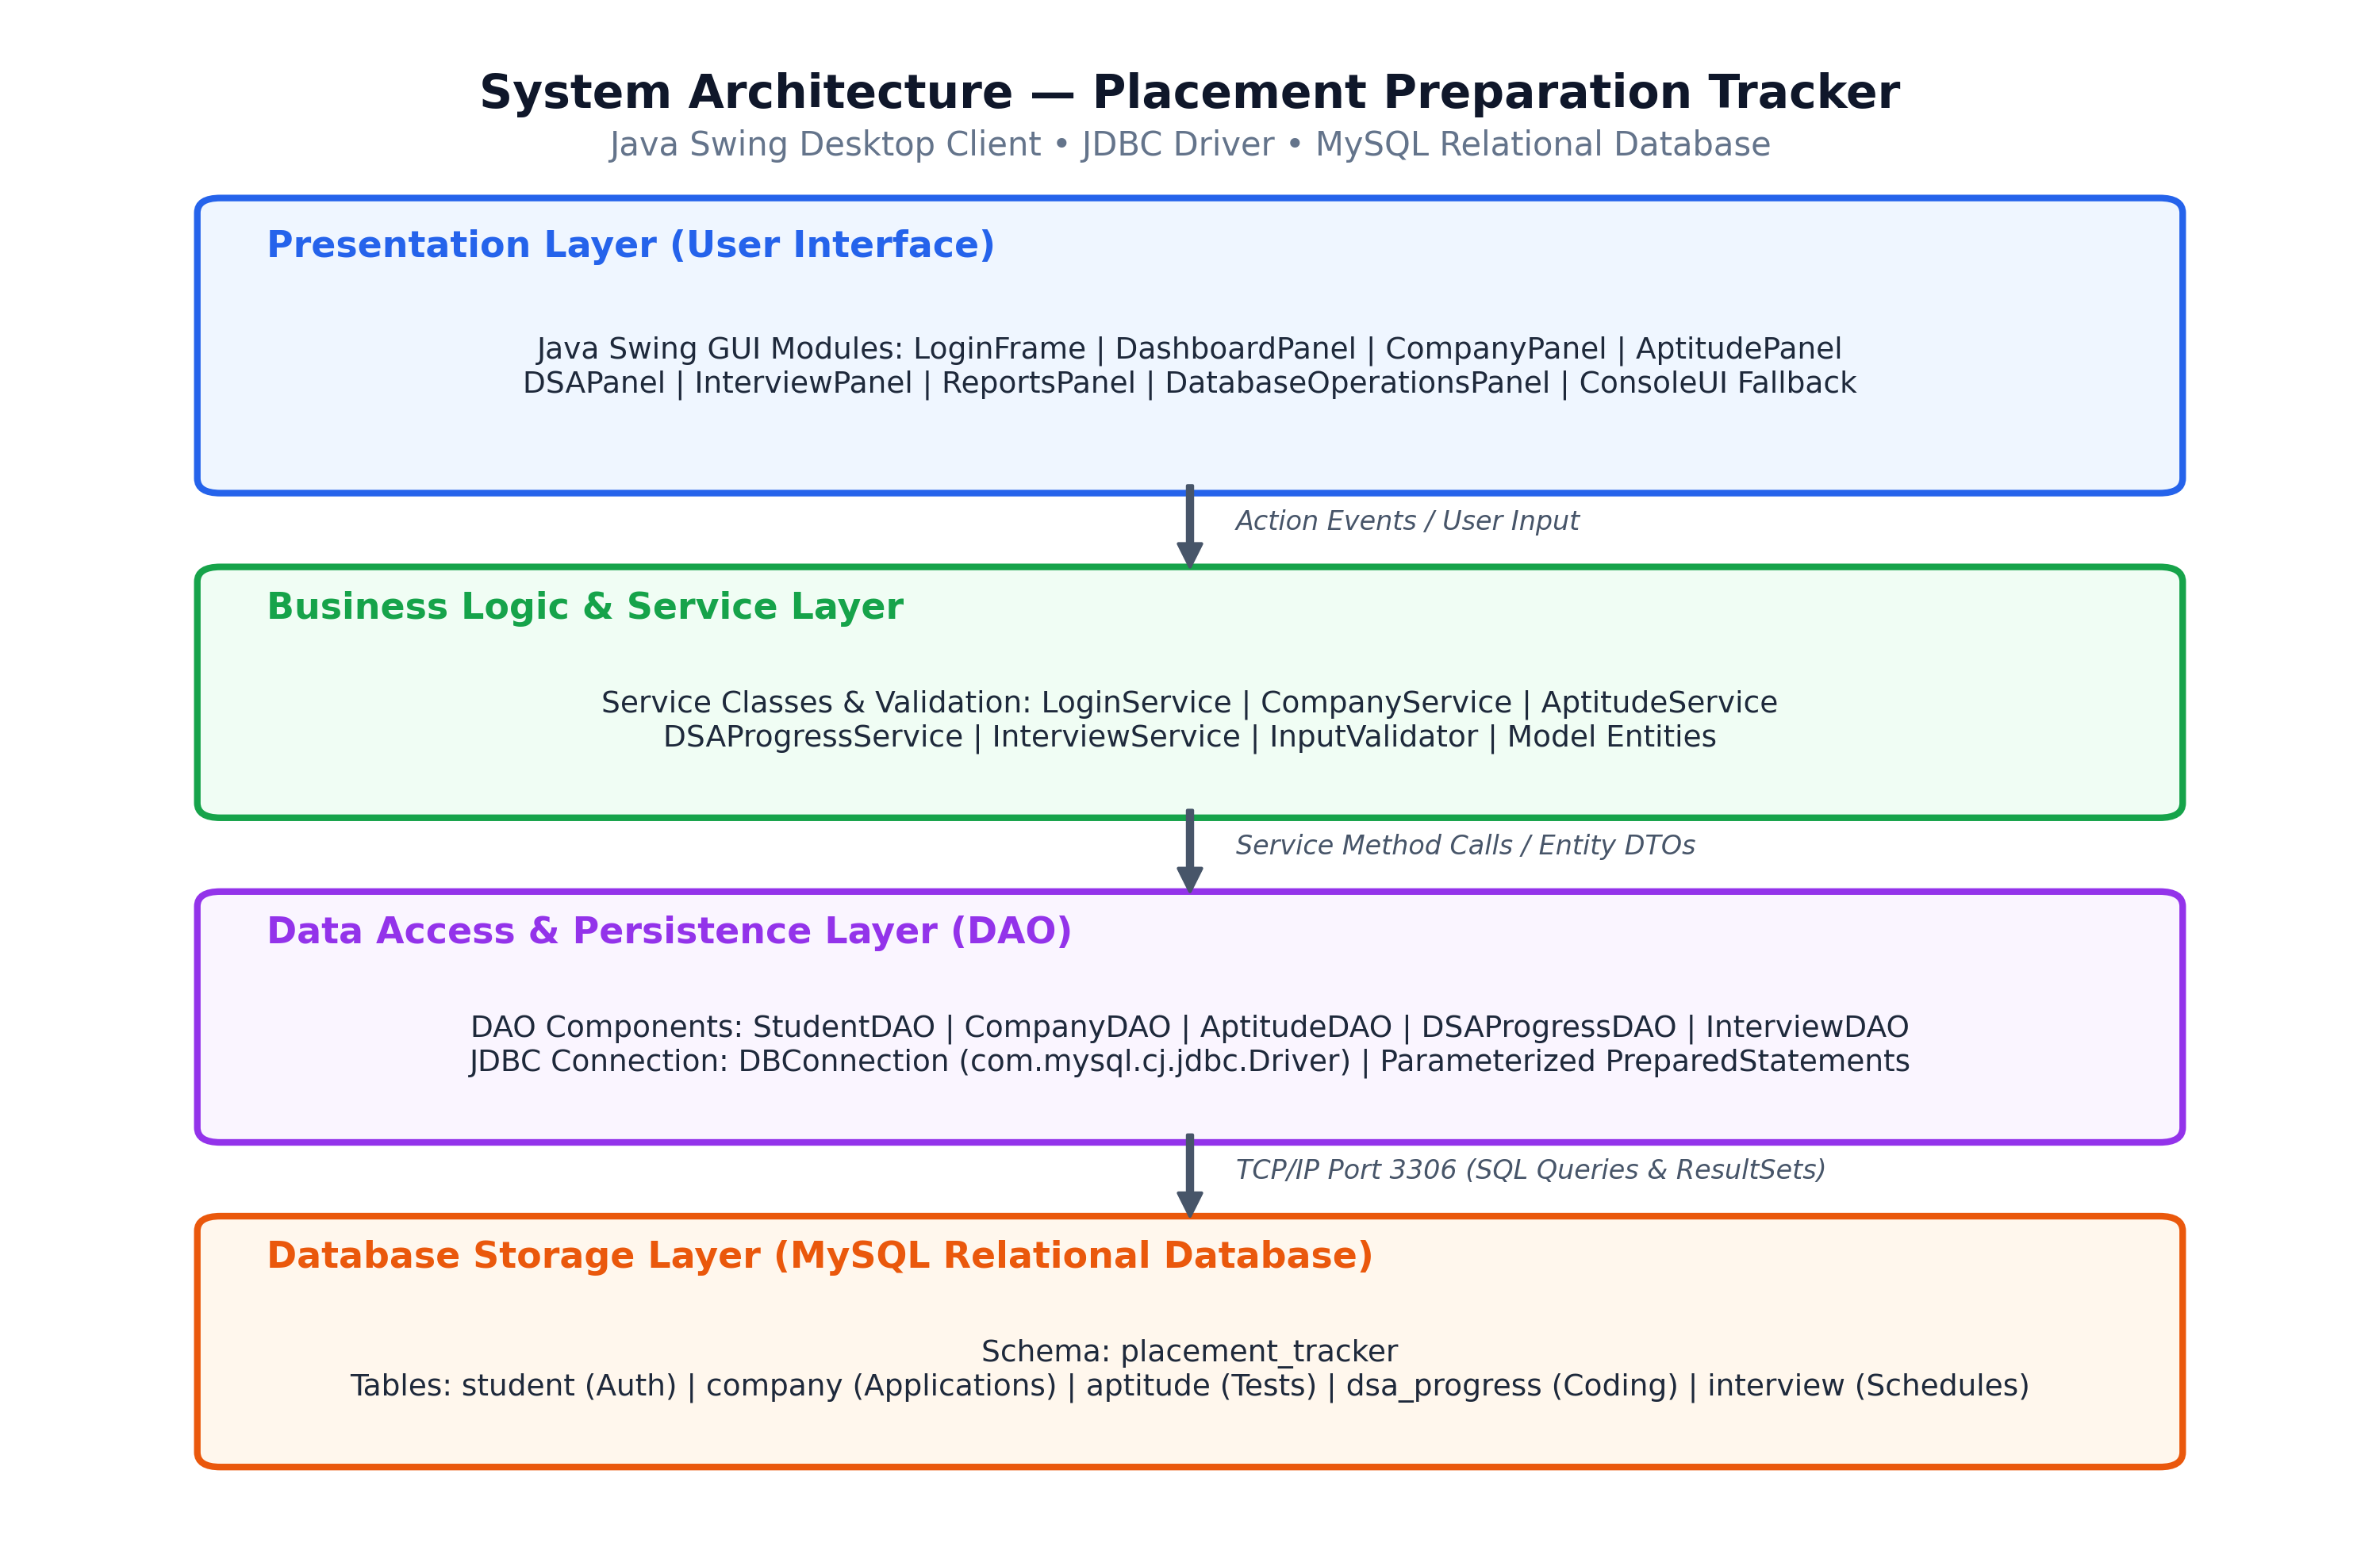 System Architecture — Placement Preparation Tracker
Java Swing Desktop Client • JDBC Driver • MySQL Relational Database
Presentation Layer (User Interface)
Java Swing GUI Modules: LoginFrame | DashboardPanel | CompanyPanel | AptitudePanel
DSAPanel | InterviewPanel | ReportsPanel | DatabaseOperationsPanel | ConsoleUI Fallback
Action Events / User Input
Business Logic & Service Layer
Service Classes & Validation: LoginService | CompanyService | AptitudeService
DSAProgressService | InterviewService | InputValidator | Model Entities
Service Method Calls / Entity DTOs
Data Access & Persistence Layer (DAO)
DAO Components: StudentDAO | CompanyDAO | AptitudeDAO | DSAProgressDAO | InterviewDAO
JDBC Connection: DBConnection (com.mysql.cj.jdbc.Driver) | Parameterized PreparedStatements
TCP/IP Port 3306 (SQL Queries & ResultSets)
Database Storage Layer (MySQL Relational Database)
Schema: placement_tracker
Tables: student (Auth) | company (Applications) | aptitude (Tests) | dsa_progress (Coding) | interview (Schedules)